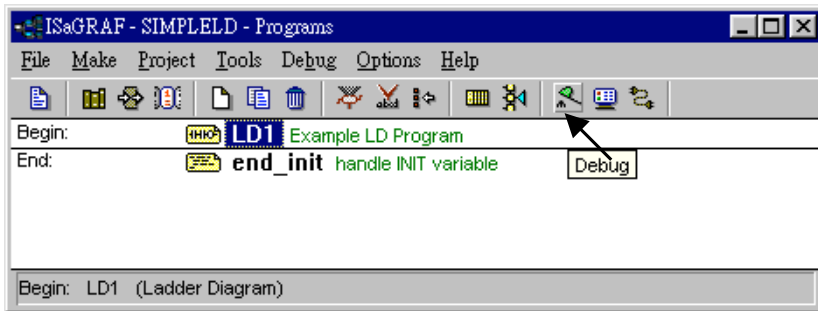 ISaGRAF - SIMPLELD - Programs
File Make Project Tools Debug Options Help
Begin: LD1 Example LD Program
End: end_init handle INIT variable
Debug
Begin: LD1 (Ladder Diagram)